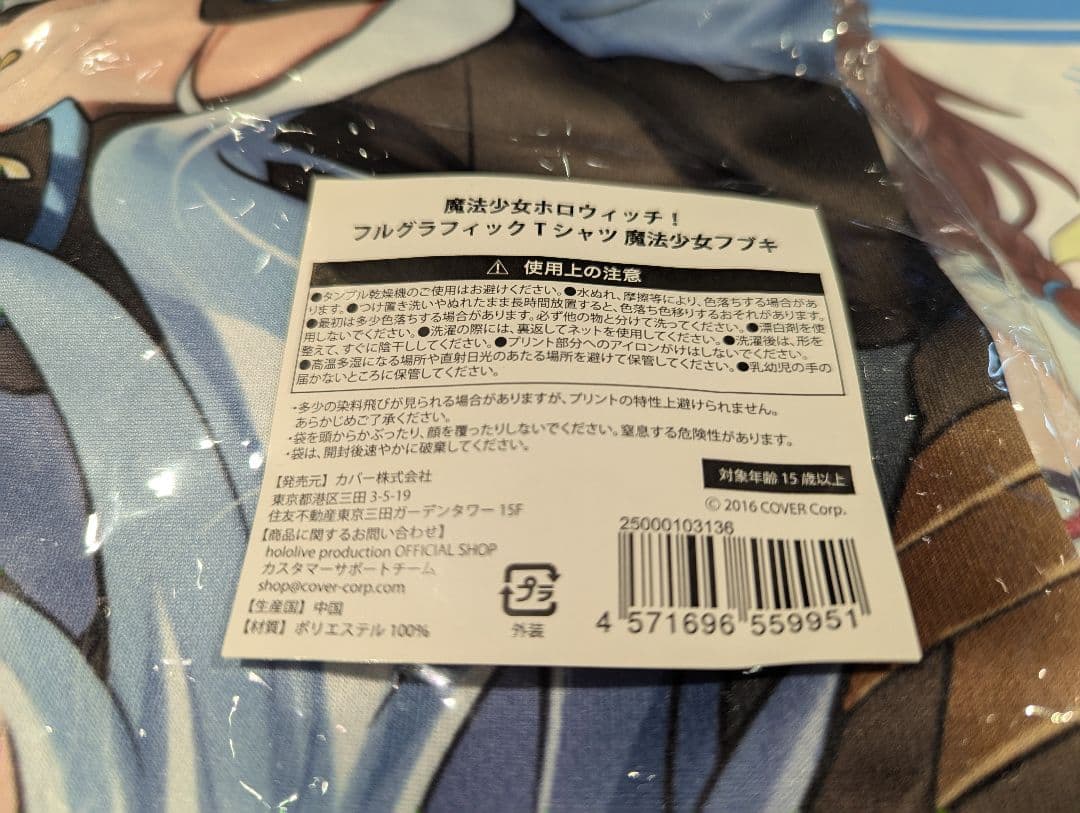 魔法少女ホロウィッチ！
フルグラフィックTシャツ 魔法少女フブキ
⚠ 使用上の注意
●タンブル乾燥機のご使用はお避けください。●水ぬれ、摩擦等により、色落ちする場合があ
ります。●つけ置き洗いやぬれたまま長時間放置すると、色落ち色移りするおそれがあります。
●最初は多少色落ちする場合があります。必ず他の物と分けて洗ってください。●漂白剤を使
用しないでください。●洗濯の際には、裏返してネットを使用してください。●洗濯後は、形を
整えて、すぐに陰干ししてください。●プリント部分へのアイロンがけはしないでください。
●高温多湿になる場所や直射日光のあたる場所を避けて保管してください。●乳幼児の手の
届かないところに保管してください。
・多少の染料飛びが見られる場合がありますが、プリントの特性上避けられません。
あらかじめご了承ください。
・袋を頭からかぶったり、顔を覆ったりしないでください。窒息する危険性があります。
・袋は、開封後速やかに破棄してください。
【発売元】カバー株式会社
東京都港区三田 3-5-19
住友不動産東京三田ガーデンタワー 15F
【商品に関するお問い合わせ】
hololive production OFFICIAL SHOP
カスタマーサポートチーム
shop@cover-corp.com
【生産国】中国
【材質】ポリエステル 100%
プラ
外装
対象年齢 15 歳以上
© 2016 COVER Corp.
25000103136
4 571696 559951